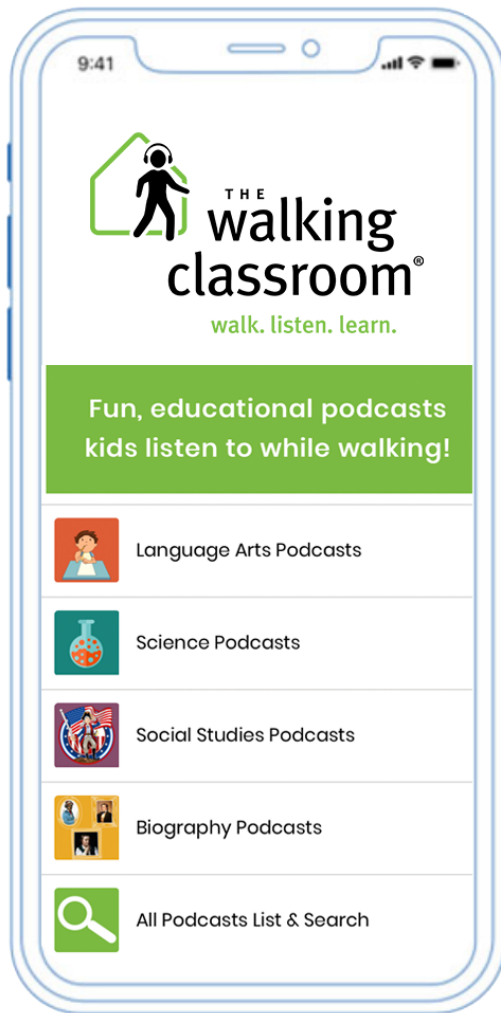 9:41
THE
walking
classroom®
walk. listen. learn.
Fun, educational podcasts
kids listen to while walking!
Language Arts Podcasts
Science Podcasts
Social Studies Podcasts
Biography Podcasts
All Podcasts List & Search